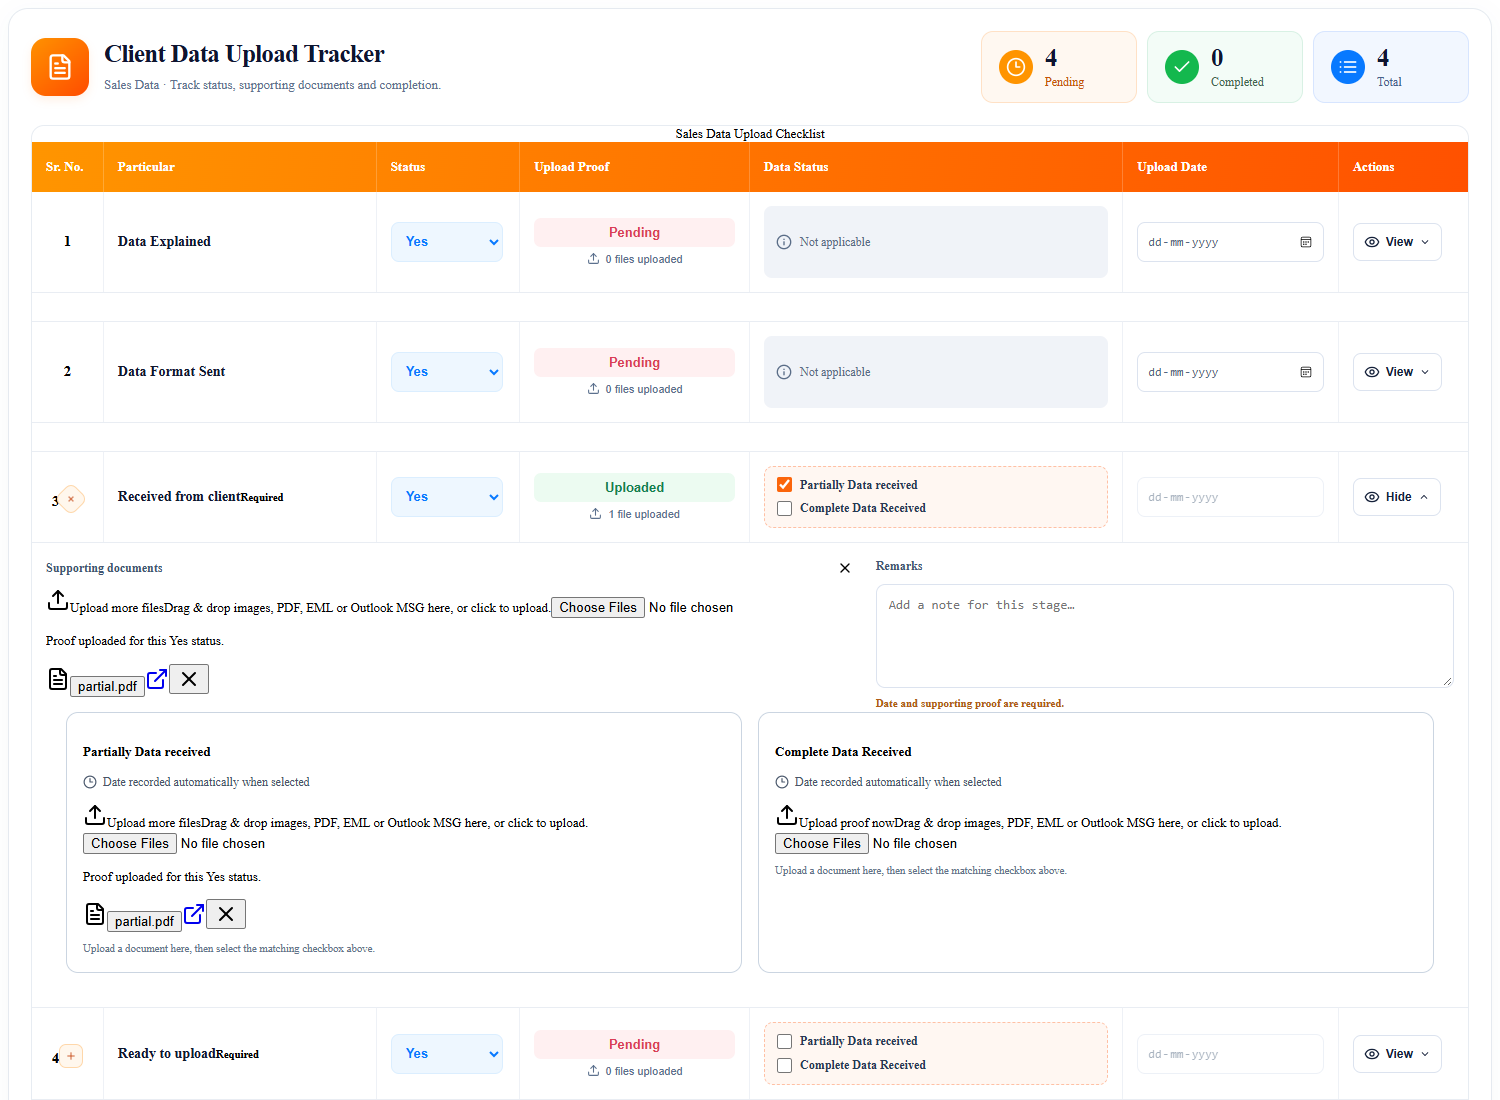 Client Data Upload Tracker
Sales Data · Track status, supporting documents and completion.
4
Pending
0
Completed
4
Total
Sales Data Upload Checklist
Sr. No. Particular Status Upload Proof Data Status Upload Date Actions
1 Data Explained Yes Pending Not applicable dd-mm-yyyy View
0 files uploaded
2 Data Format Sent Yes Pending Not applicable dd-mm-yyyy View
0 files uploaded
3 Received from clientRequired Yes Uploaded Partially Data received dd-mm-yyyy Hide
1 file uploaded Complete Data Received
Supporting documents
Upload more filesDrag & drop images, PDF, EML or Outlook MSG here, or click to upload. Choose Files No file chosen
Proof uploaded for this Yes status.
partial.pdf
Remarks
Add a note for this stage…
Date and supporting proof are required.
Partially Data received
Date recorded automatically when selected
Upload more filesDrag & drop images, PDF, EML or Outlook MSG here, or click to upload.
Choose Files No file chosen
Proof uploaded for this Yes status.
partial.pdf
Upload a document here, then select the matching checkbox above.
Complete Data Received
Date recorded automatically when selected
Upload proof nowDrag & drop images, PDF, EML or Outlook MSG here, or click to upload.
Choose Files No file chosen
Upload a document here, then select the matching checkbox above.
4 Ready to uploadRequired Yes Pending Partially Data received dd-mm-yyyy View
0 files uploaded Complete Data Received